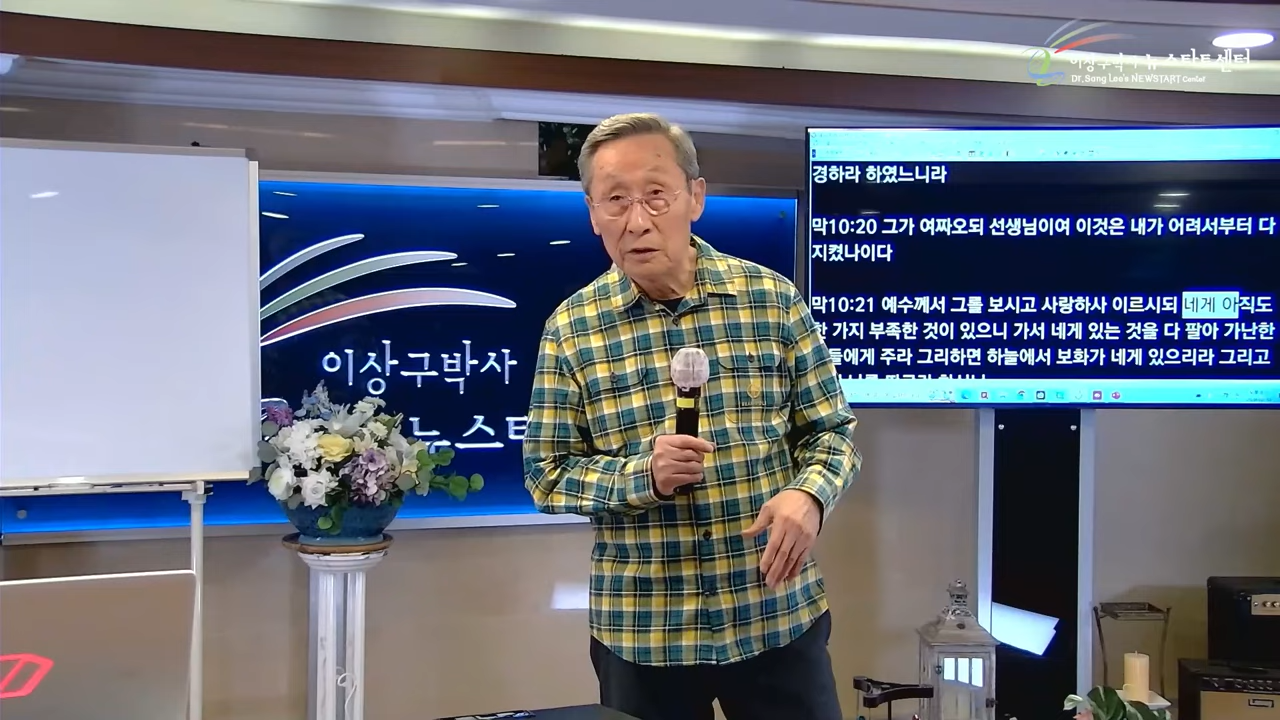 이상구박사 뉴스타트센터
Dr. Sang Lee's NEWSTART Center
이상구박사
뉴스타
경하라 하였느니라
막10:20 그가 여짜오되 선생님이여 이것은 내가 어려서부터 다
지켰나이다
막10:21 예수께서 그를 보시고 사랑하사 이르시되 네게 아직도
한 가지 부족한 것이 있으니 가서 네게 있는 것을 다 팔아 가난한
들에게 주라 그리하면 하늘에서 보화가 네게 있으리라 그리고